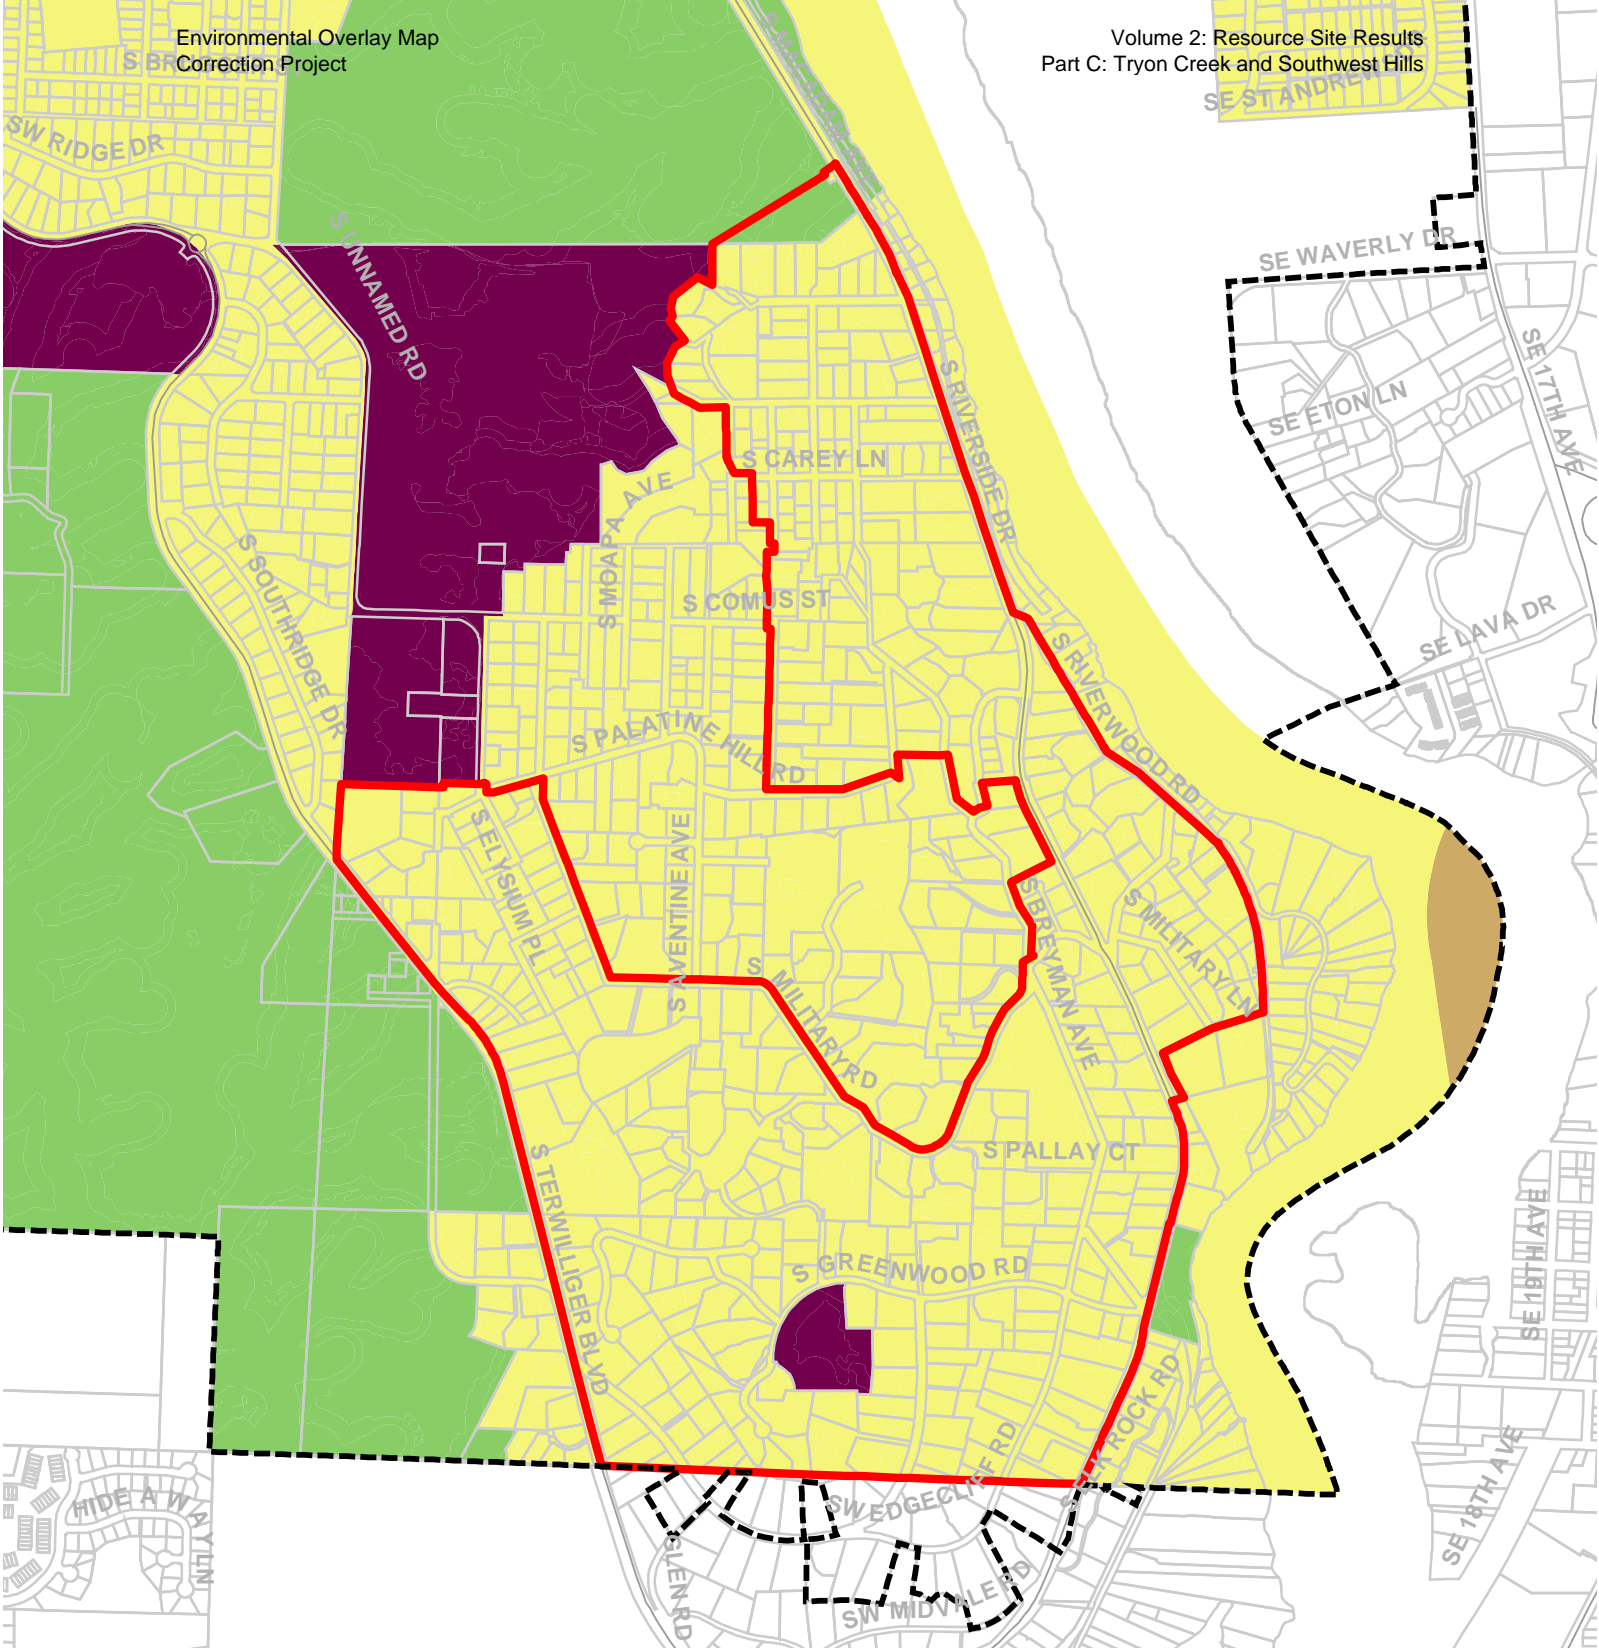 Environmental Overlay Map
Correction Project
Volume 2: Resource Site Results
Part C: Tryon Creek and Southwest Hills
SW RIDGE DR
SE ST ANDREWS DR
S UNNAMED RD
SE WAVERLY DR
SE 17TH AVE
SE ETON LN
S RIVERSIDE DR
S CAREY LN
S MOAPA AVE
S SOUTHRIDGE DR
S COMUS ST
SE LAVA DR
S RIVERWOOD RD
S PALATINE HILL RD
S ELYSIUM PL
S AVENTINE AVE
S BREYMAN AVE
S MILITARY LN
S MILITARY RD
S PALLAY CT
S TERWILLIGER BLVD
S GREENWOOD RD
SE 19TH AVE
S ELK ROCK RD
SW EDGECLIFF RD
SE 18TH AVE
HIDE A WAY LN
GLEN RD
SW MIDVALE RD